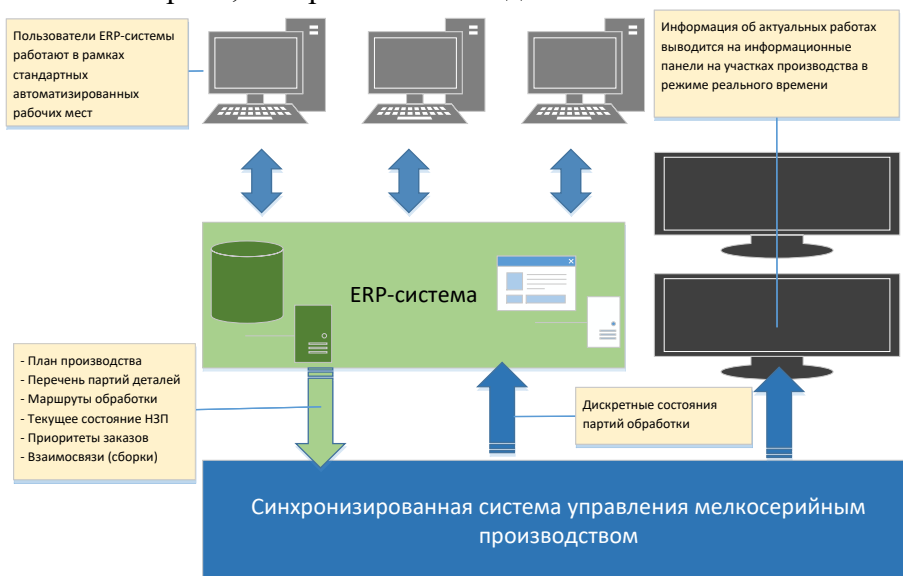 Пользователи ERP-системы
работают в рамках
стандартных
автоматизированных
рабочих мест
Информация об актуальных работах
выводится на информационные
панели на участках производства в
режиме реального времени
ERP-система
- План производства
- Перечень партий деталей
- Маршруты обработки
- Текущее состояние НЗП
- Приоритеты заказов
- Взаимосвязи (сборки)
Дискретные состояния
партий обработки
Синхронизированная система управления мелкосерийным
производством